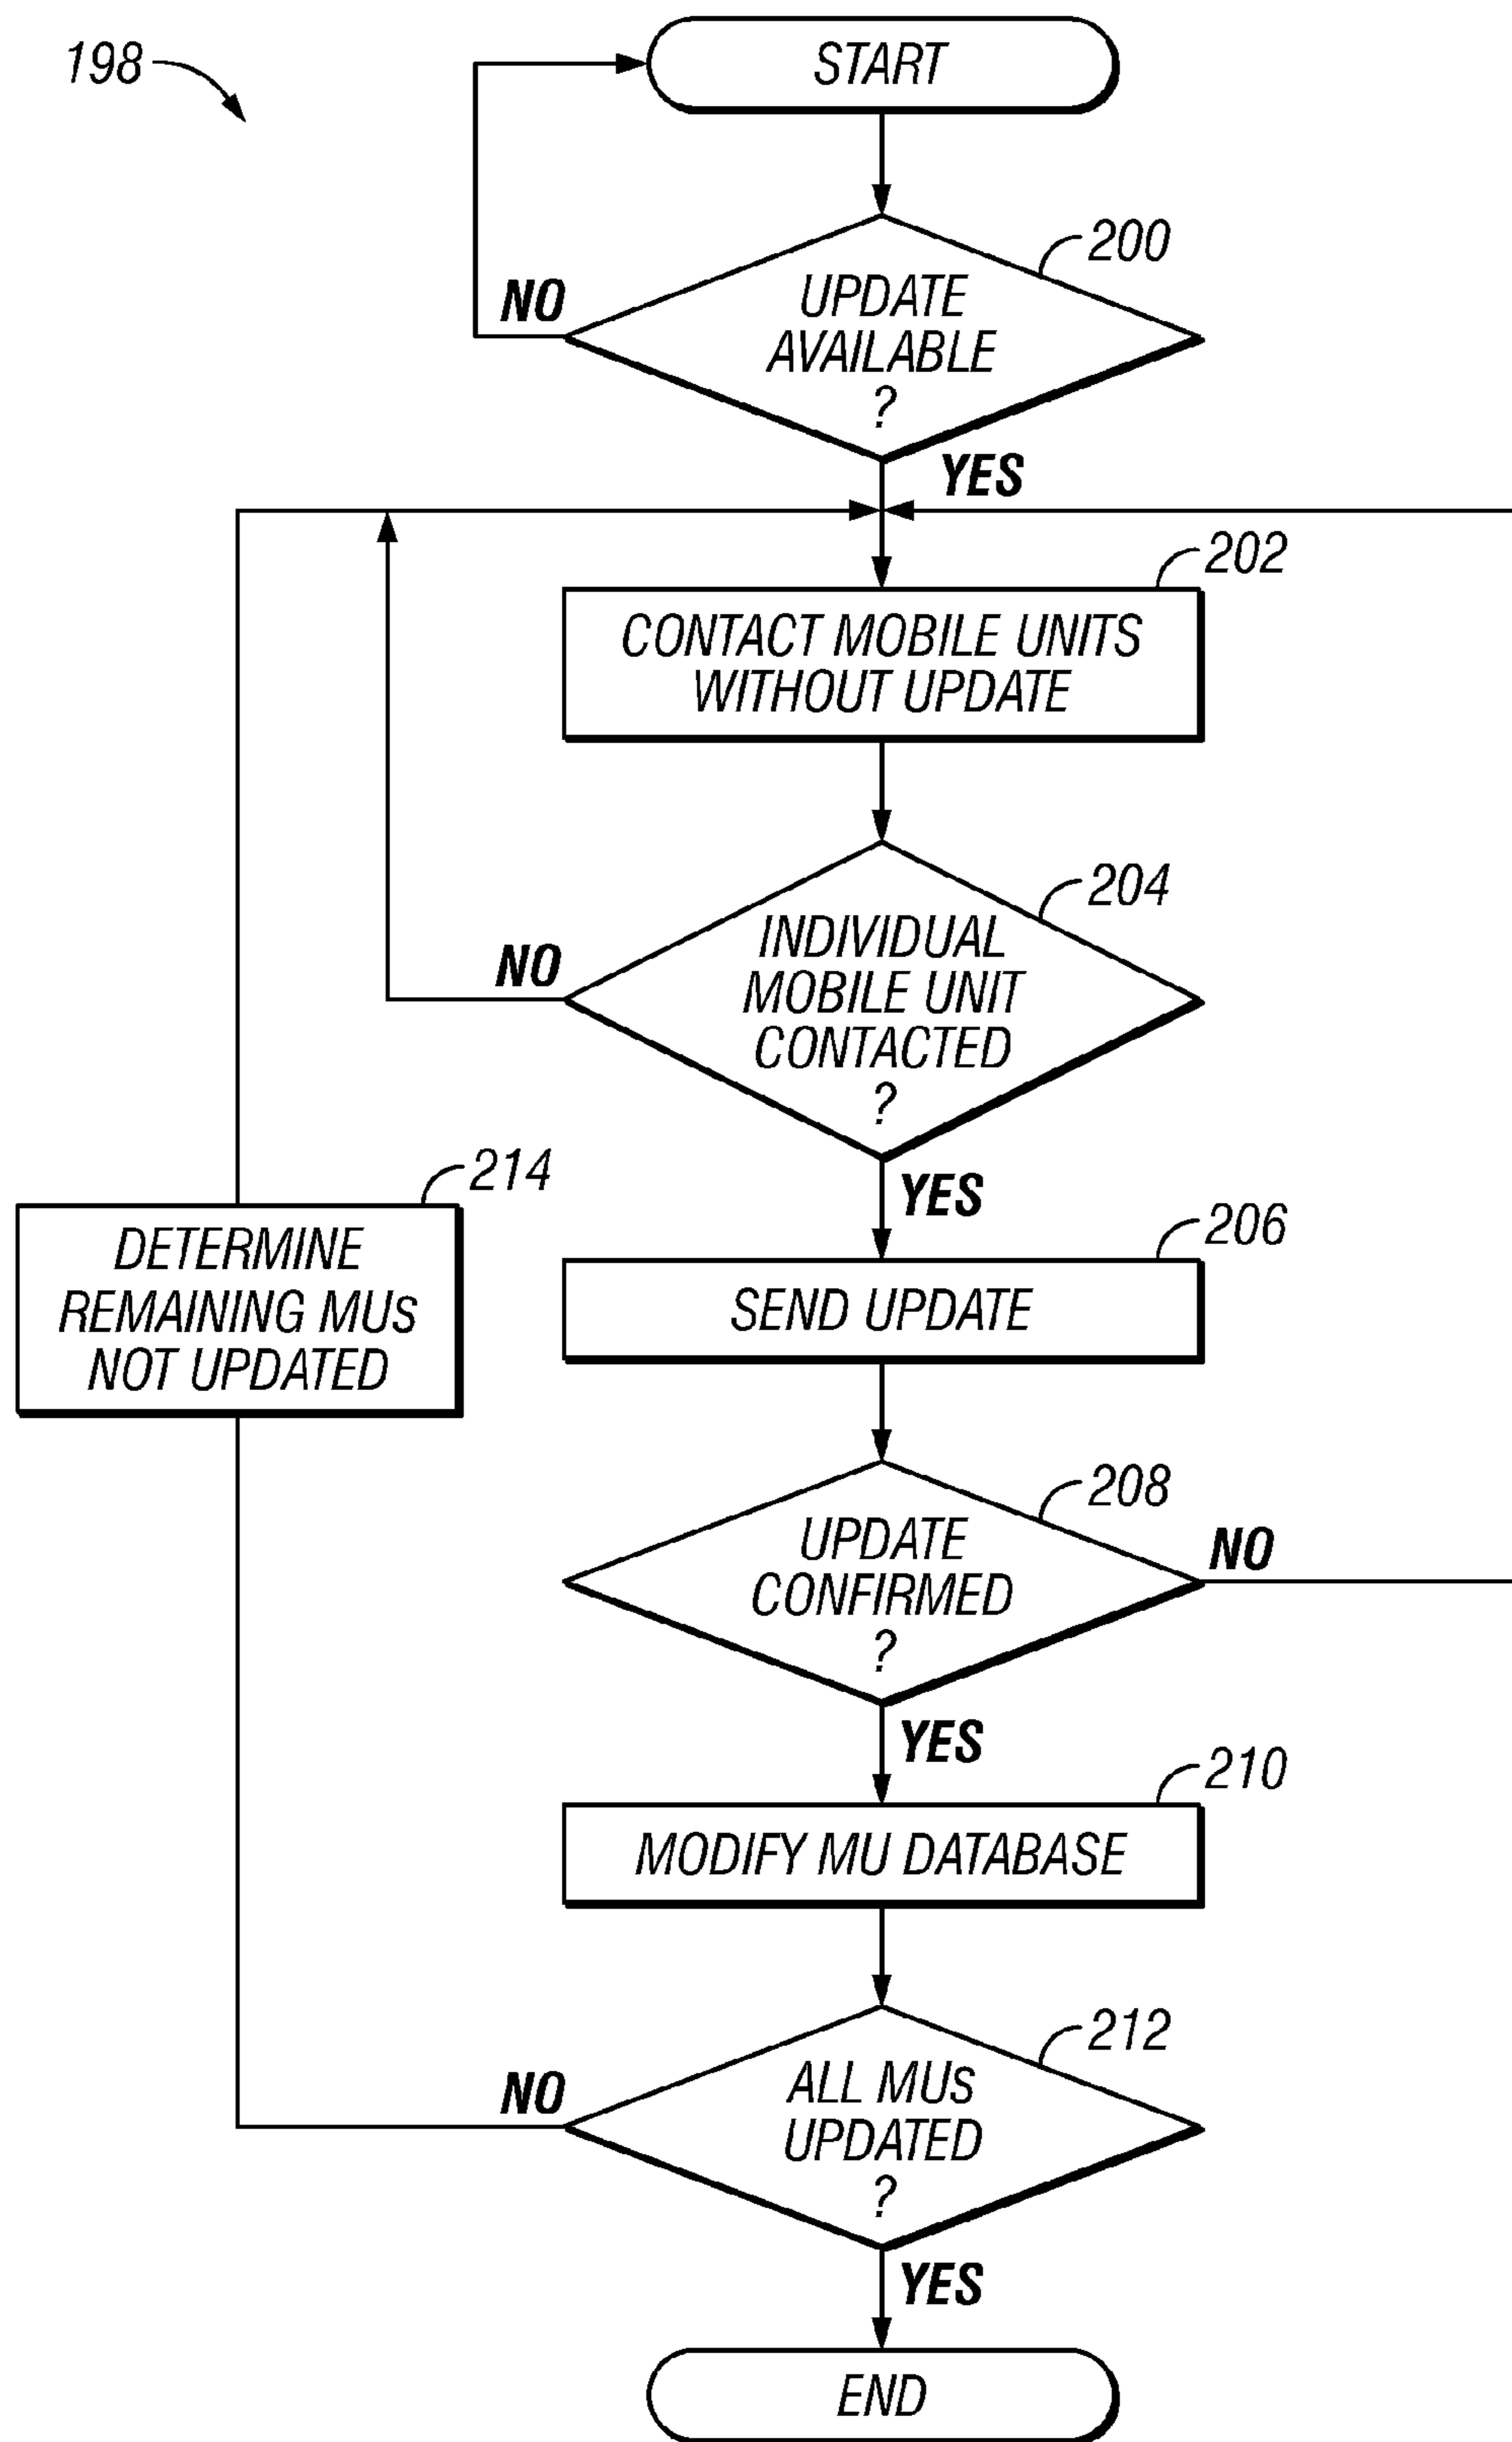 198
START
200
UPDATE
AVAILABLE
?
NO
YES
202
CONTACT MOBILE UNITS
WITHOUT UPDATE
204
INDIVIDUAL
MOBILE UNIT
CONTACTED
?
NO
YES
214
DETERMINE
REMAINING MUs
NOT UPDATED
206
SEND UPDATE
208
UPDATE
CONFIRMED
?
NO
YES
210
MODIFY MU DATABASE
212
ALL MUs
UPDATED
?
NO
YES
END